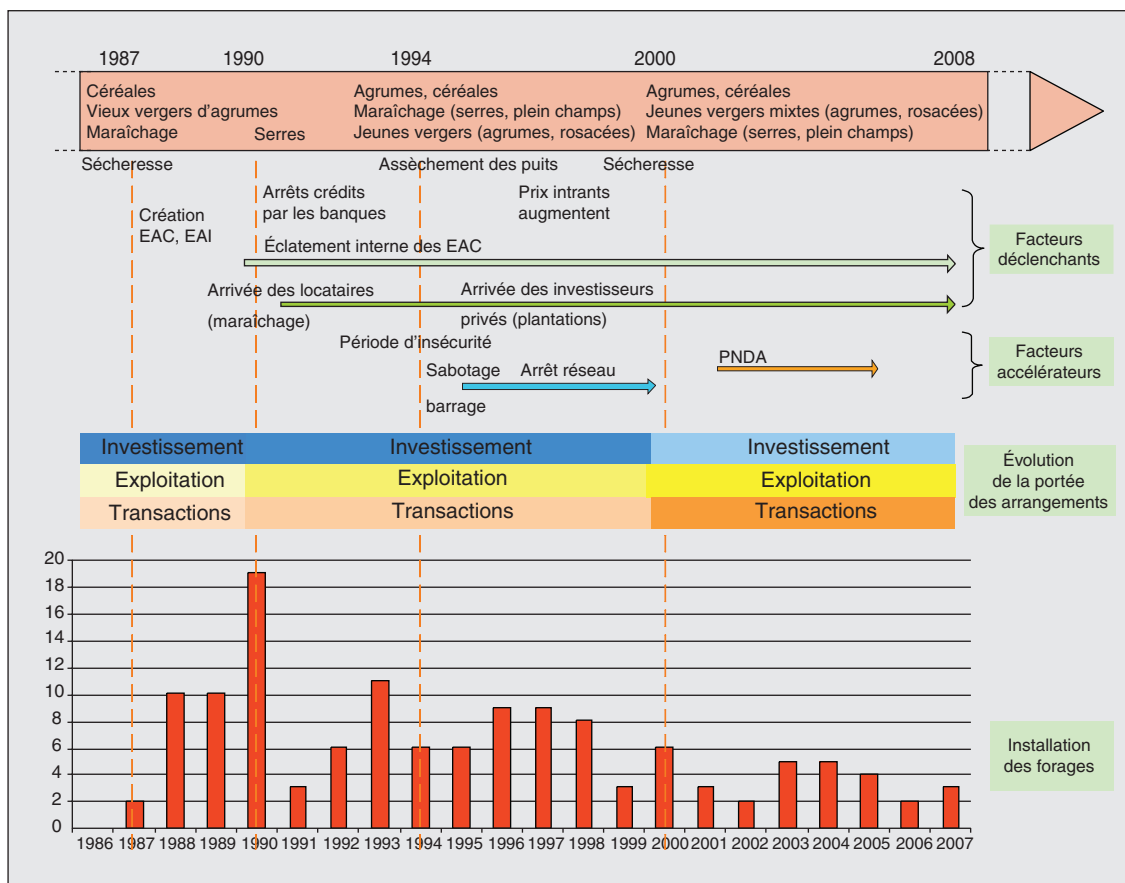 1987 1990 1994 2000 2008
Céréales
Vieux vergers d'agrumes
Maraîchage
Serres
Agrumes, céréales
Maraîchage (serres, plein champs)
Jeunes vergers (agrumes, rosacées)
Agrumes, céréales
Jeunes vergers mixtes (agrumes, rosacées)
Maraîchage (serres, plein champs)
Sécheresse
Assèchement des puits
Sécheresse
Création
EAC, EAI
Arrêts crédits
par les banques
Prix intrants
augmentent
Éclatement interne des EAC
Arrivée des locataires
(maraîchage)
Arrivée des investisseurs
privés (plantations)
Facteurs
déclenchants
Période d'insécurité
Sabotage
barrage
Arrêt réseau
PNDA
Facteurs
accélérateurs
Investissement Investissement Investissement
Exploitation Exploitation Exploitation
Transactions Transactions Transactions
Évolution
de la portée
des arrangements
20
18
16
14
12
10
8
6
4
2
0
1986 1987 1988 1989 1990 1991 1992 1993 1994 1995 1996 1997 1998 1999 2000 2001 2002 2003 2004 2005 2006 2007
Installation
des forages